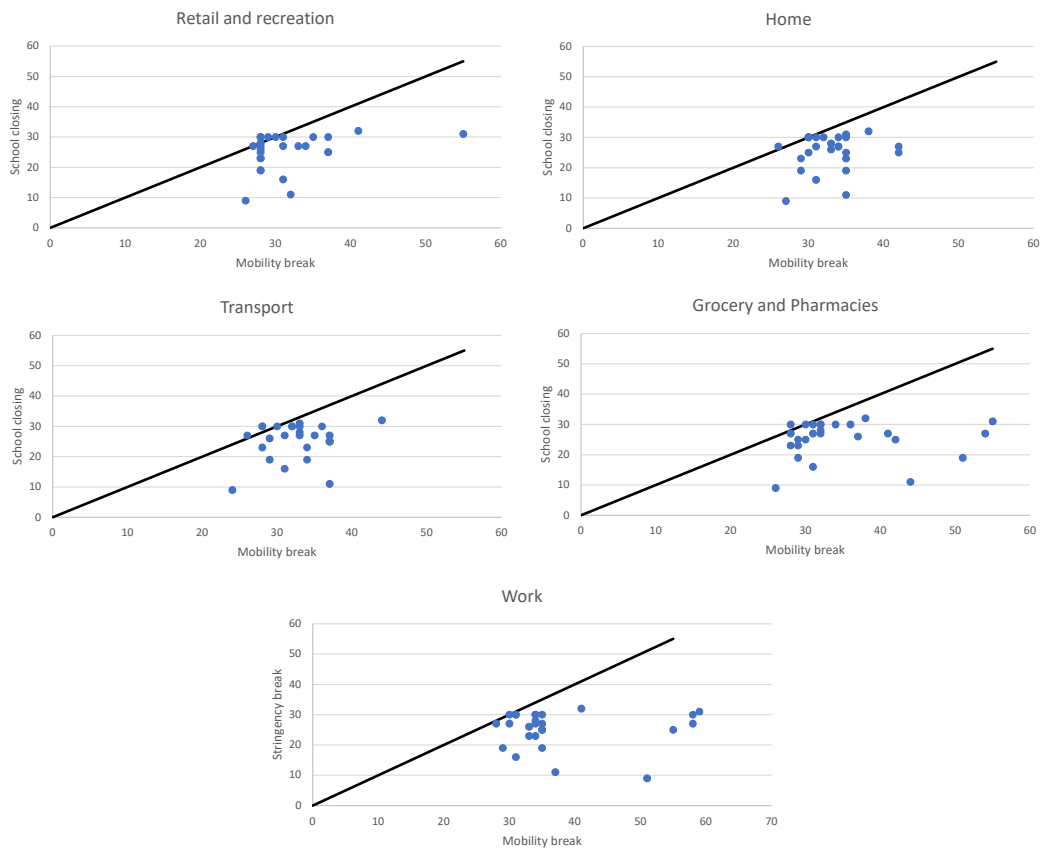 Retail and recreation
60
50
40
30
20
10
0
School closing
0 10 20 30 40 50 60
Mobility break
Home
60
50
40
30
20
10
0
School closing
0 10 20 30 40 50 60
Mobility break
Transport
60
50
40
30
20
10
0
School closing
0 10 20 30 40 50 60
Mobility break
Grocery and Pharmacies
60
50
40
30
20
10
0
School closing
0 10 20 30 40 50 60
Mobility break
Work
60
50
40
30
20
10
0
Stringency break
0 10 20 30 40 50 60 70
Mobility break